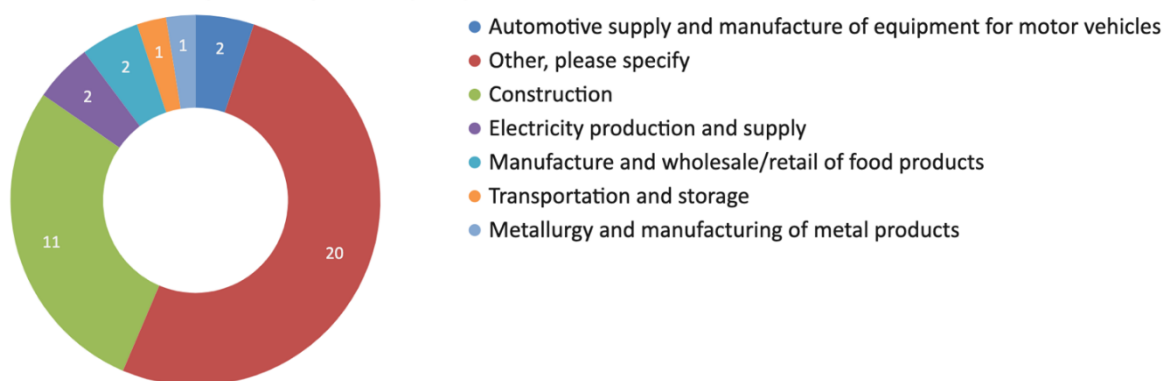 Automotive supply and manufacture of equipment for motor vehicles
Other, please specify
Construction
Electricity production and supply
Manufacture and wholesale/retail of food products
Transportation and storage
Metallurgy and manufacturing of metal products
2
20
11
2
2
1
1